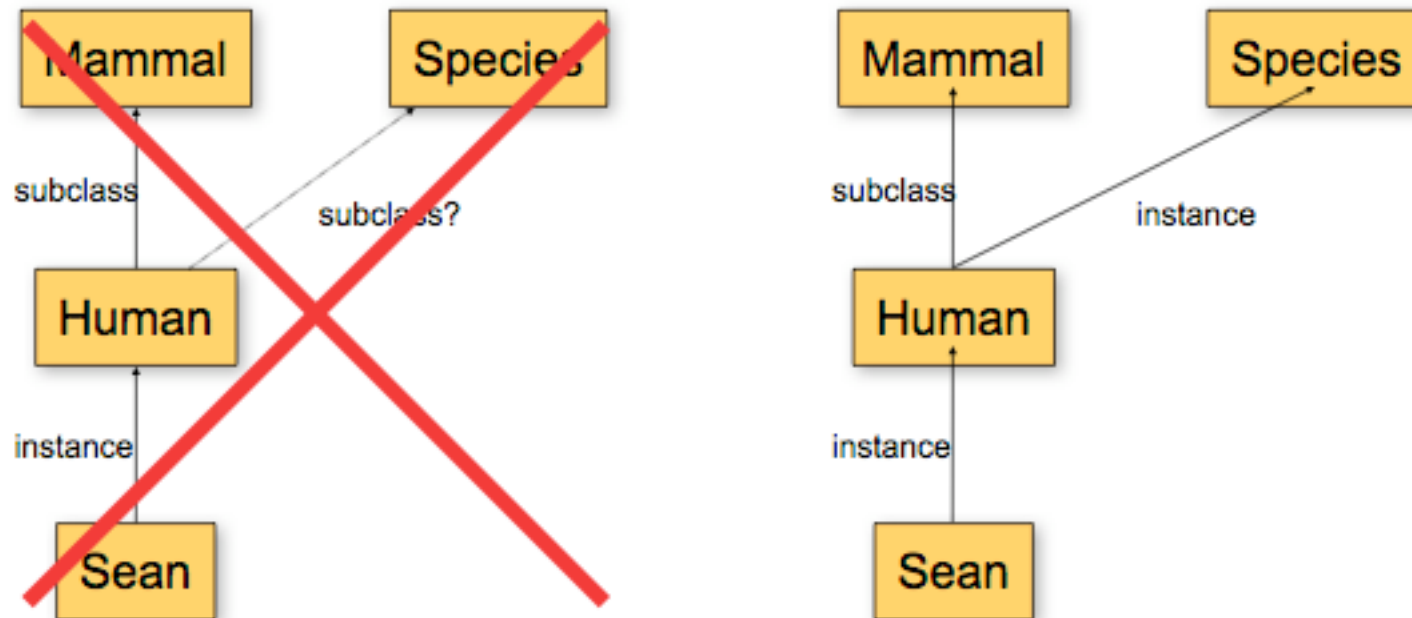 Mammal
Species
subclass
subclass?
Human
instance
Sean
Mammal
Species
subclass
instance
Human
instance
Sean